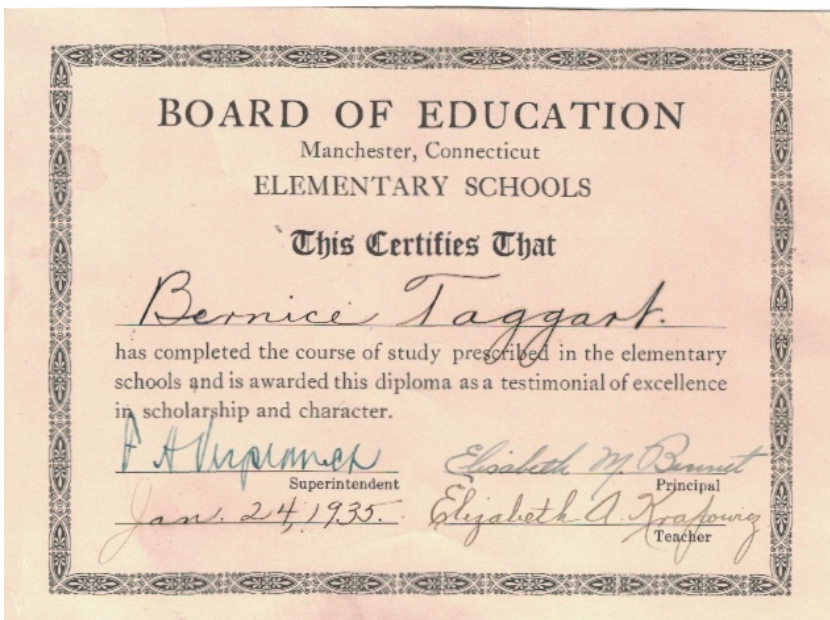 BOARD OF EDUCATION
Manchester, Connecticut
ELEMENTARY SCHOOLS
This Certifies That
Bernice Taggart.
has completed the course of study prescribed in the elementary
schools and is awarded this diploma as a testimonial of excellence
in scholarship and character.
F A Verplanck Elisabeth M. Bennet
Superintendent Principal
Jan. 24, 1935. Elizabeth A.
Teacher